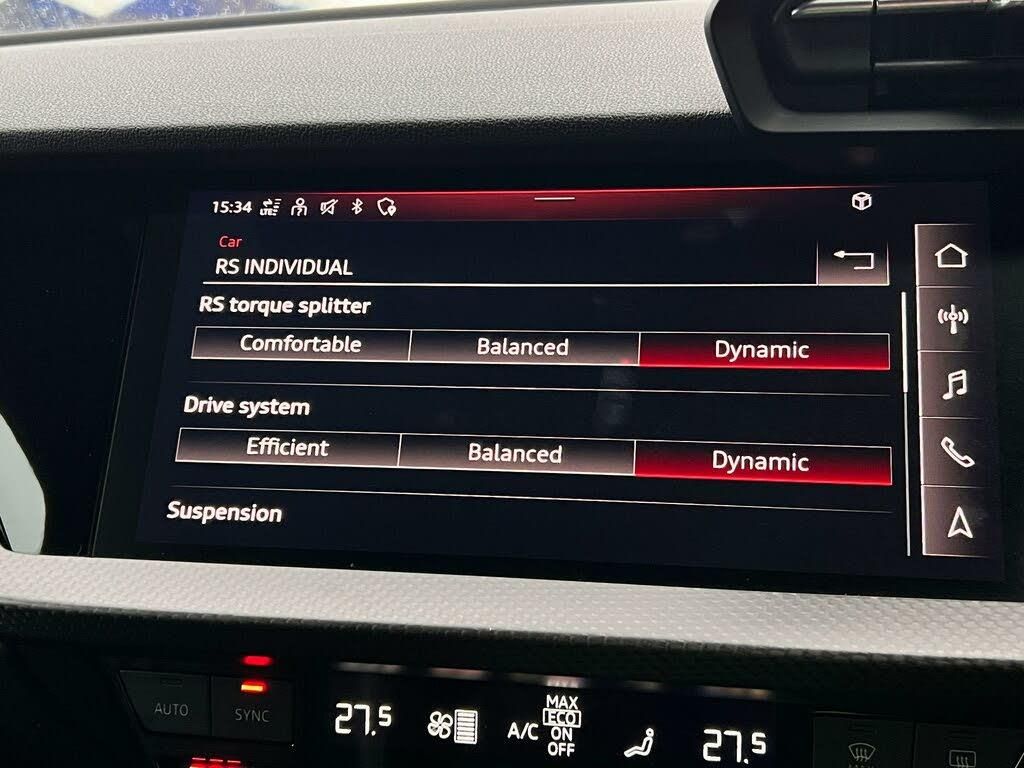 15:34 LTE
Car
RS INDIVIDUAL
RS torque splitter
Comfortable Balanced Dynamic
Drive system
Efficient Balanced Dynamic
Suspension
AUTO SYNC 27.5 A/C MAX ECO ON OFF 27.5